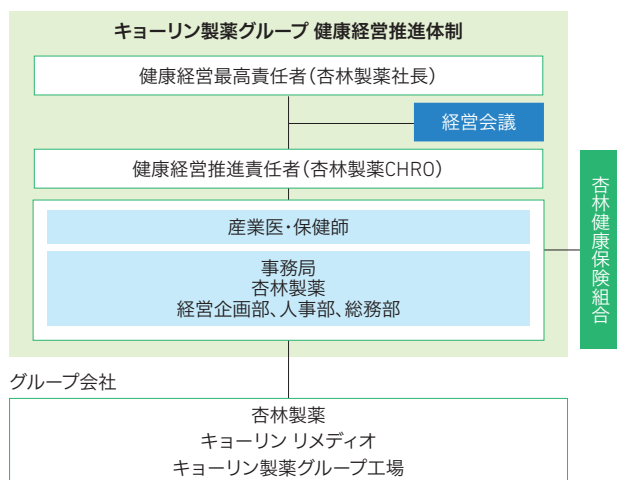 キョーリン製薬グループ 健康経営推進体制
健康経営最高責任者(杏林製薬社長)
経営会議
健康経営推進責任者(杏林製薬CHRO)
産業医・保健師
事務局
杏林製薬
経営企画部、人事部、総務部
杏林健康保険組合
グループ会社
杏林製薬
キョーリン リメディオ
キョーリン製薬グループ工場